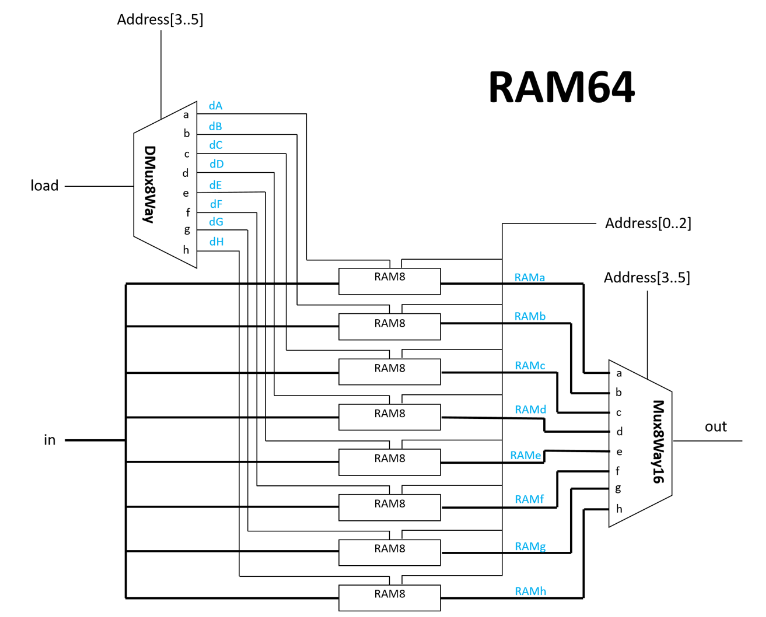 Address[3..5]
RAM64
a
dA
b
dB
c
dC
d
dD
e
dE
f
dF
g
dG
h
dH
DMux8Way
load
Address[0..2]
Address[3..5]
RAM8
RAMa
RAM8
RAMb
RAM8
RAMc
RAM8
RAMd
RAM8
RAMe
RAM8
RAMf
RAM8
RAMg
RAM8
RAMh
in
a
b
c
d
e
f
g
h
Mux8Way16
out